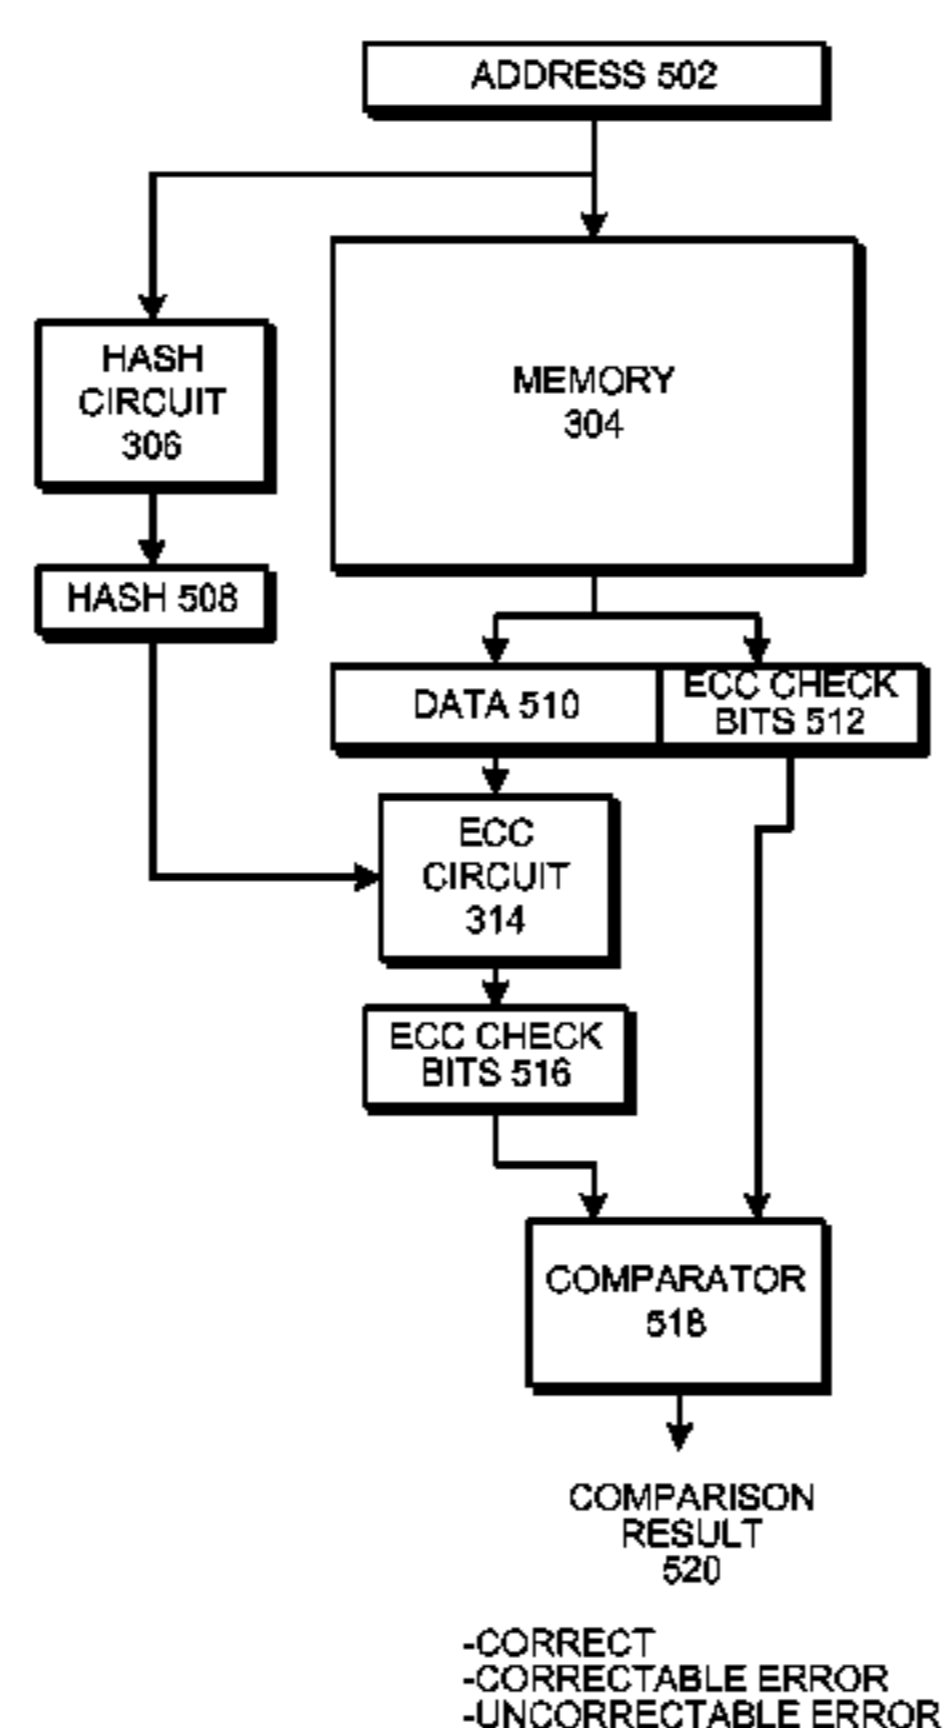 ADDRESS 502
HASH
CIRCUIT
306
MEMORY
304
HASH 508
DATA 510
ECC CHECK
BITS 512
ECC
CIRCUIT
314
ECC CHECK
BITS 516
COMPARATOR
518
COMPARISON
RESULT
520
-CORRECT
-CORRECTABLE ERROR
-UNCORRECTABLE ERROR